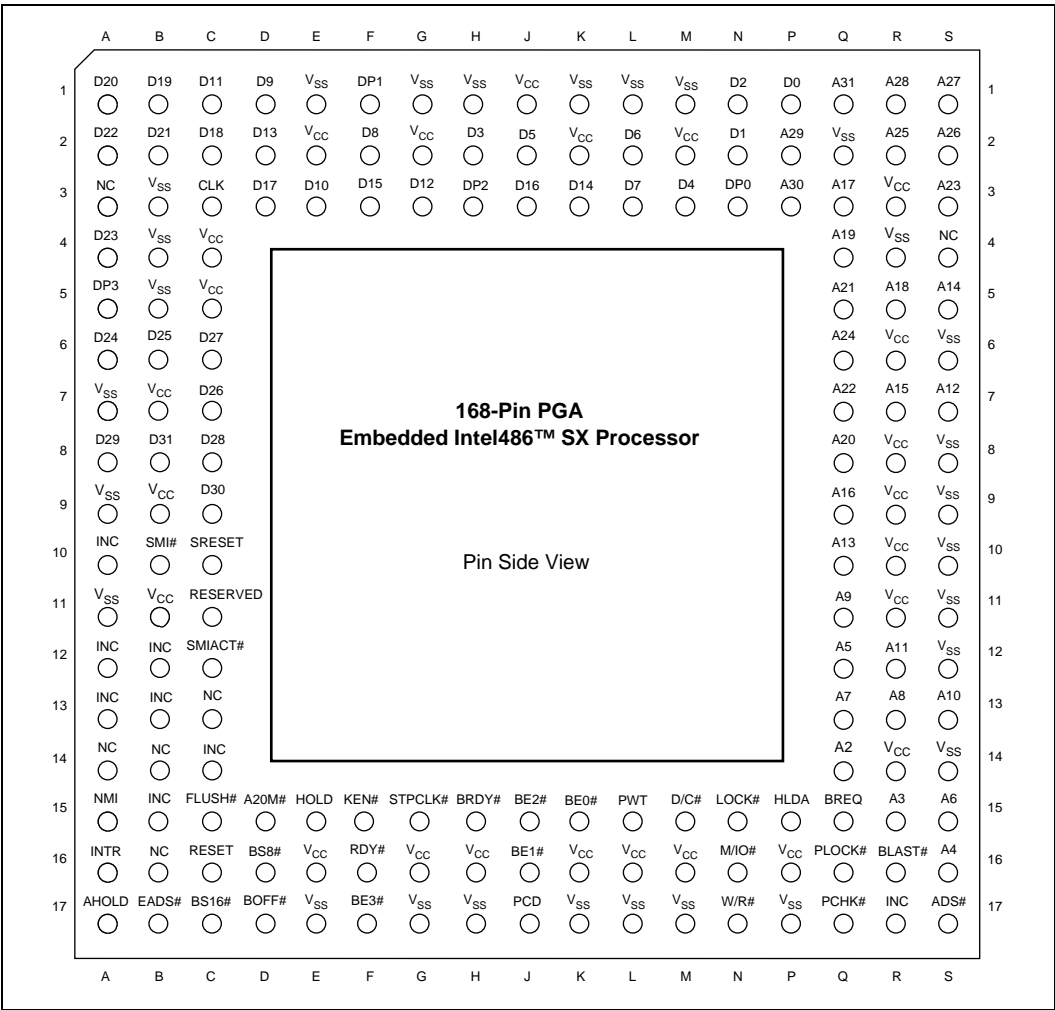 A B C D E F G H J K L M N P Q R S
D20 D19 D11 D9 VSS DP1 VSS VSS VCC VSS VSS VSS D2 D0 A31 A28 A27
1 1
D22 D21 D18 D13 VCC D8 VCC D3 D5 VCC D6 VCC D1 A29 VSS A25 A26
2 2
NC VSS CLK D17 D10 D15 D12 DP2 D16 D14 D7 D4 DP0 A30 A17 VCC A23
3 3
D23 VSS VCC A19 VSS NC
4 4
DP3 VSS VCC A21 A18 A14
5 5
D24 D25 D27 A24 VCC VSS
6 6
VSS VCC D26 A22 A15 A12
7 7
168-Pin PGA
Embedded Intel486™ SX Processor
D29 D31 D28 A20 VCC VSS
8 8
VSS VCC D30 A16 VCC VSS
9 9
INC SMI# SRESET A13 VCC VSS
10 10
Pin Side View
VSS VCC RESERVED A9 VCC VSS
11 11
INC INC SMIACT# A5 A11 VSS
12 12
INC INC NC A7 A8 A10
13 13
NC NC INC A2 VCC VSS
14 14
NMI INC FLUSH# A20M# HOLD KEN# STPCLK# BRDY# BE2# BE0# PWT D/C# LOCK# HLDA BREQ A3 A6
15 15
INTR NC RESET BS8# VCC RDY# VCC VCC BE1# VCC VCC VCC M/IO# VCC PLOCK# BLAST# A4
16 16
AHOLD EADS# BS16# BOFF# VSS BE3# VSS VSS PCD VSS VSS VSS W/R# VSS PCHK# INC ADS#
17 17
A B C D E F G H J K L M N P Q R S